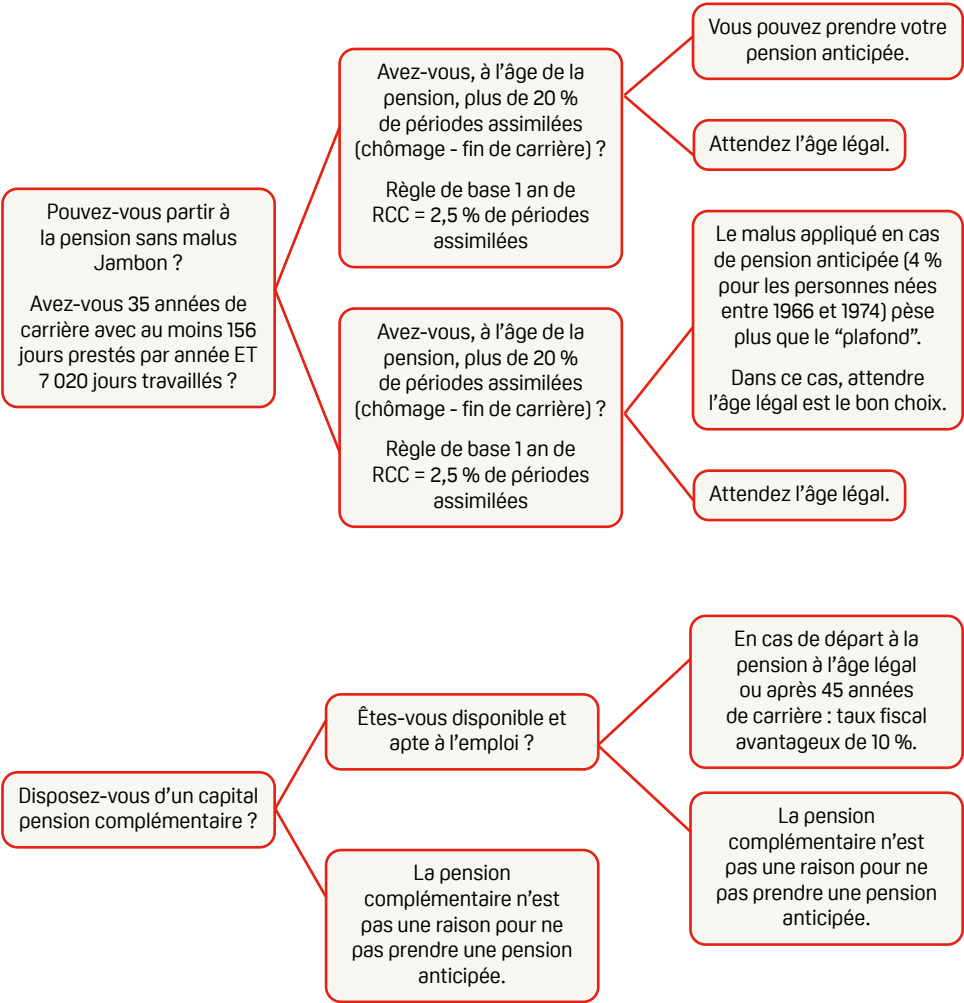 Pouvez-vous partir à
la pension sans malus
Jambon ?
Avez-vous 35 années de
carrière avec au moins 156
jours prestés par année ET
7 020 jours travaillés ?
Avez-vous, à l'âge de la
pension, plus de 20 %
de périodes assimilées
(chômage - fin de carrière) ?
Règle de base 1 an de
RCC = 2,5 % de périodes
assimilées
Vous pouvez prendre votre
pension anticipée.
Attendez l'âge légal.
Avez-vous, à l'âge de la
pension, plus de 20 %
de périodes assimilées
(chômage - fin de carrière) ?
Règle de base 1 an de
RCC = 2,5 % de périodes
assimilées
Le malus appliqué en cas
de pension anticipée (4 %
pour les personnes nées
entre 1966 et 1974) pèse
plus que le “plafond”.
Dans ce cas, attendre
l'âge légal est le bon choix.
Attendez l'âge légal.
Disposez-vous d'un capital
pension complémentaire ?
Êtes-vous disponible et
apte à l'emploi ?
En cas de départ à la
pension à l'âge légal
ou après 45 années
de carrière : taux fiscal
avantageux de 10 %.
La pension
complémentaire n'est
pas une raison pour ne
pas prendre une pension
anticipée.
La pension
complémentaire n'est
pas une raison pour ne
pas prendre une pension
anticipée.